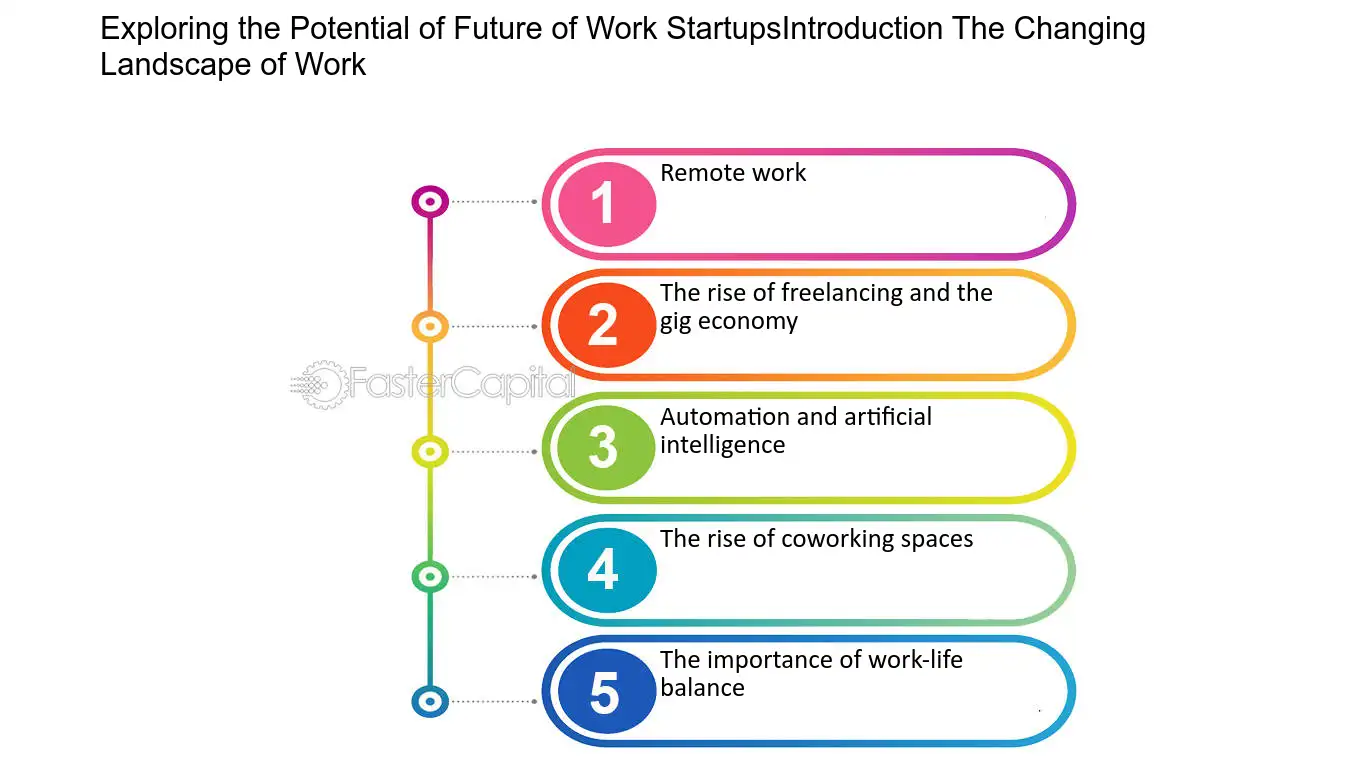 Exploring the Potential of Future of Work StartupsIntroduction The Changing
Landscape of Work
1
Remote work
2
The rise of freelancing and the
gig economy
FasterCapital
3
Automation and artificial
intelligence
4
The rise of coworking spaces
5
The importance of work-life
balance